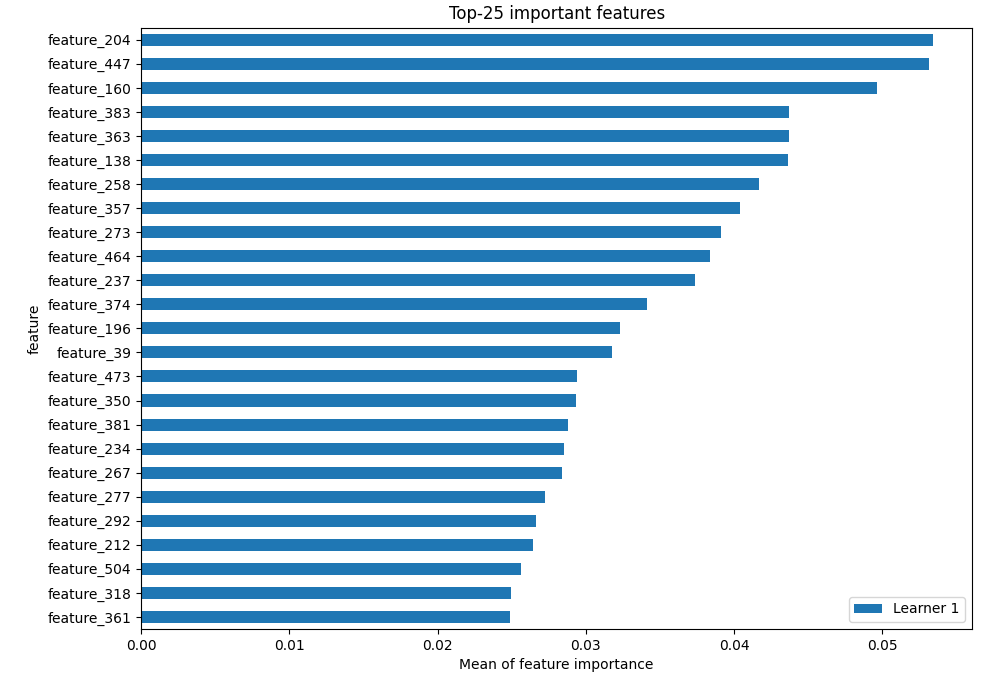 Top-25 important features
feature_204
feature_447
feature_160
feature_383
feature_363
feature_138
feature_258
feature_357
feature_273
feature_464
feature_237
feature_374
feature_196
feature_39
feature_473
feature_350
feature_381
feature_234
feature_267
feature_277
feature_292
feature_212
feature_504
feature_318
feature_361
feature
Learner 1
0.00 0.01 0.02 0.03 0.04 0.05
Mean of feature importance